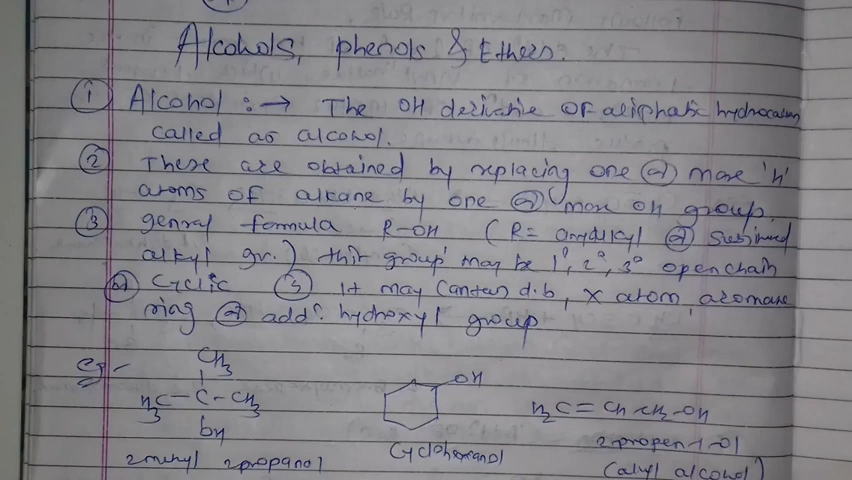 Alcohols, phenols & Ethers.
① Alcohol :→ The OH derivative OF aliphatic hydrocarbon
called as alcohol.
② These are obtained by replacing one or more 'H'
atoms OF alkane by one or more OH group.
③ general formula R-OH ( R= any alkyl or
alkyl gr.) this group may be 1°, 2°, 3° open chain
or Cyclic ③ It may contain d.b, X atom, aromatic
ring or hydroxyl group
eg -
CH₃
H₃C - C - CH₃
OH
OH
H₂C = CH - CH₂ - OH
2 methyl 2 propanol
Cyclohexanol
2 propen-1-ol
(allyl alcohol)